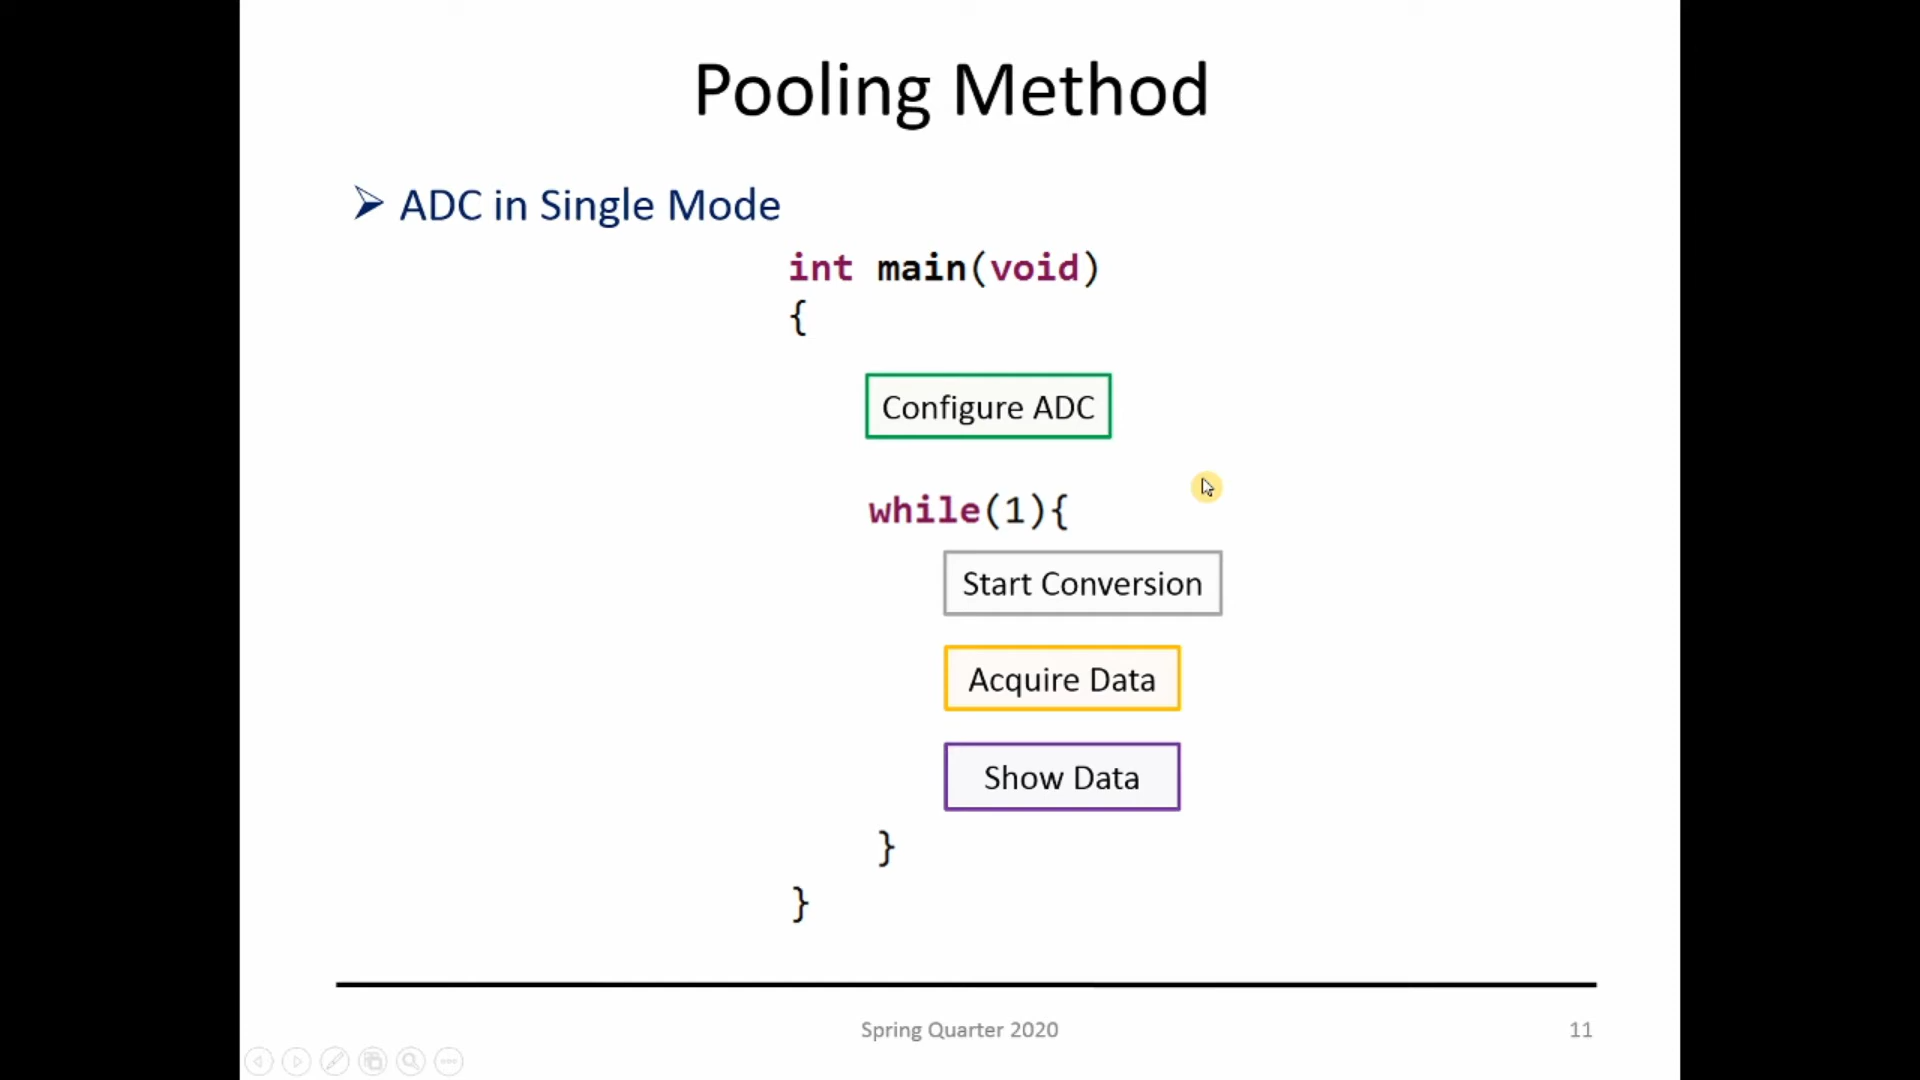 Pooling Method
ADC in Single Mode
int main(void)
{
Configure ADC
while(1){
Start Conversion
Acquire Data
Show Data
}
}
Spring Quarter 2020
11